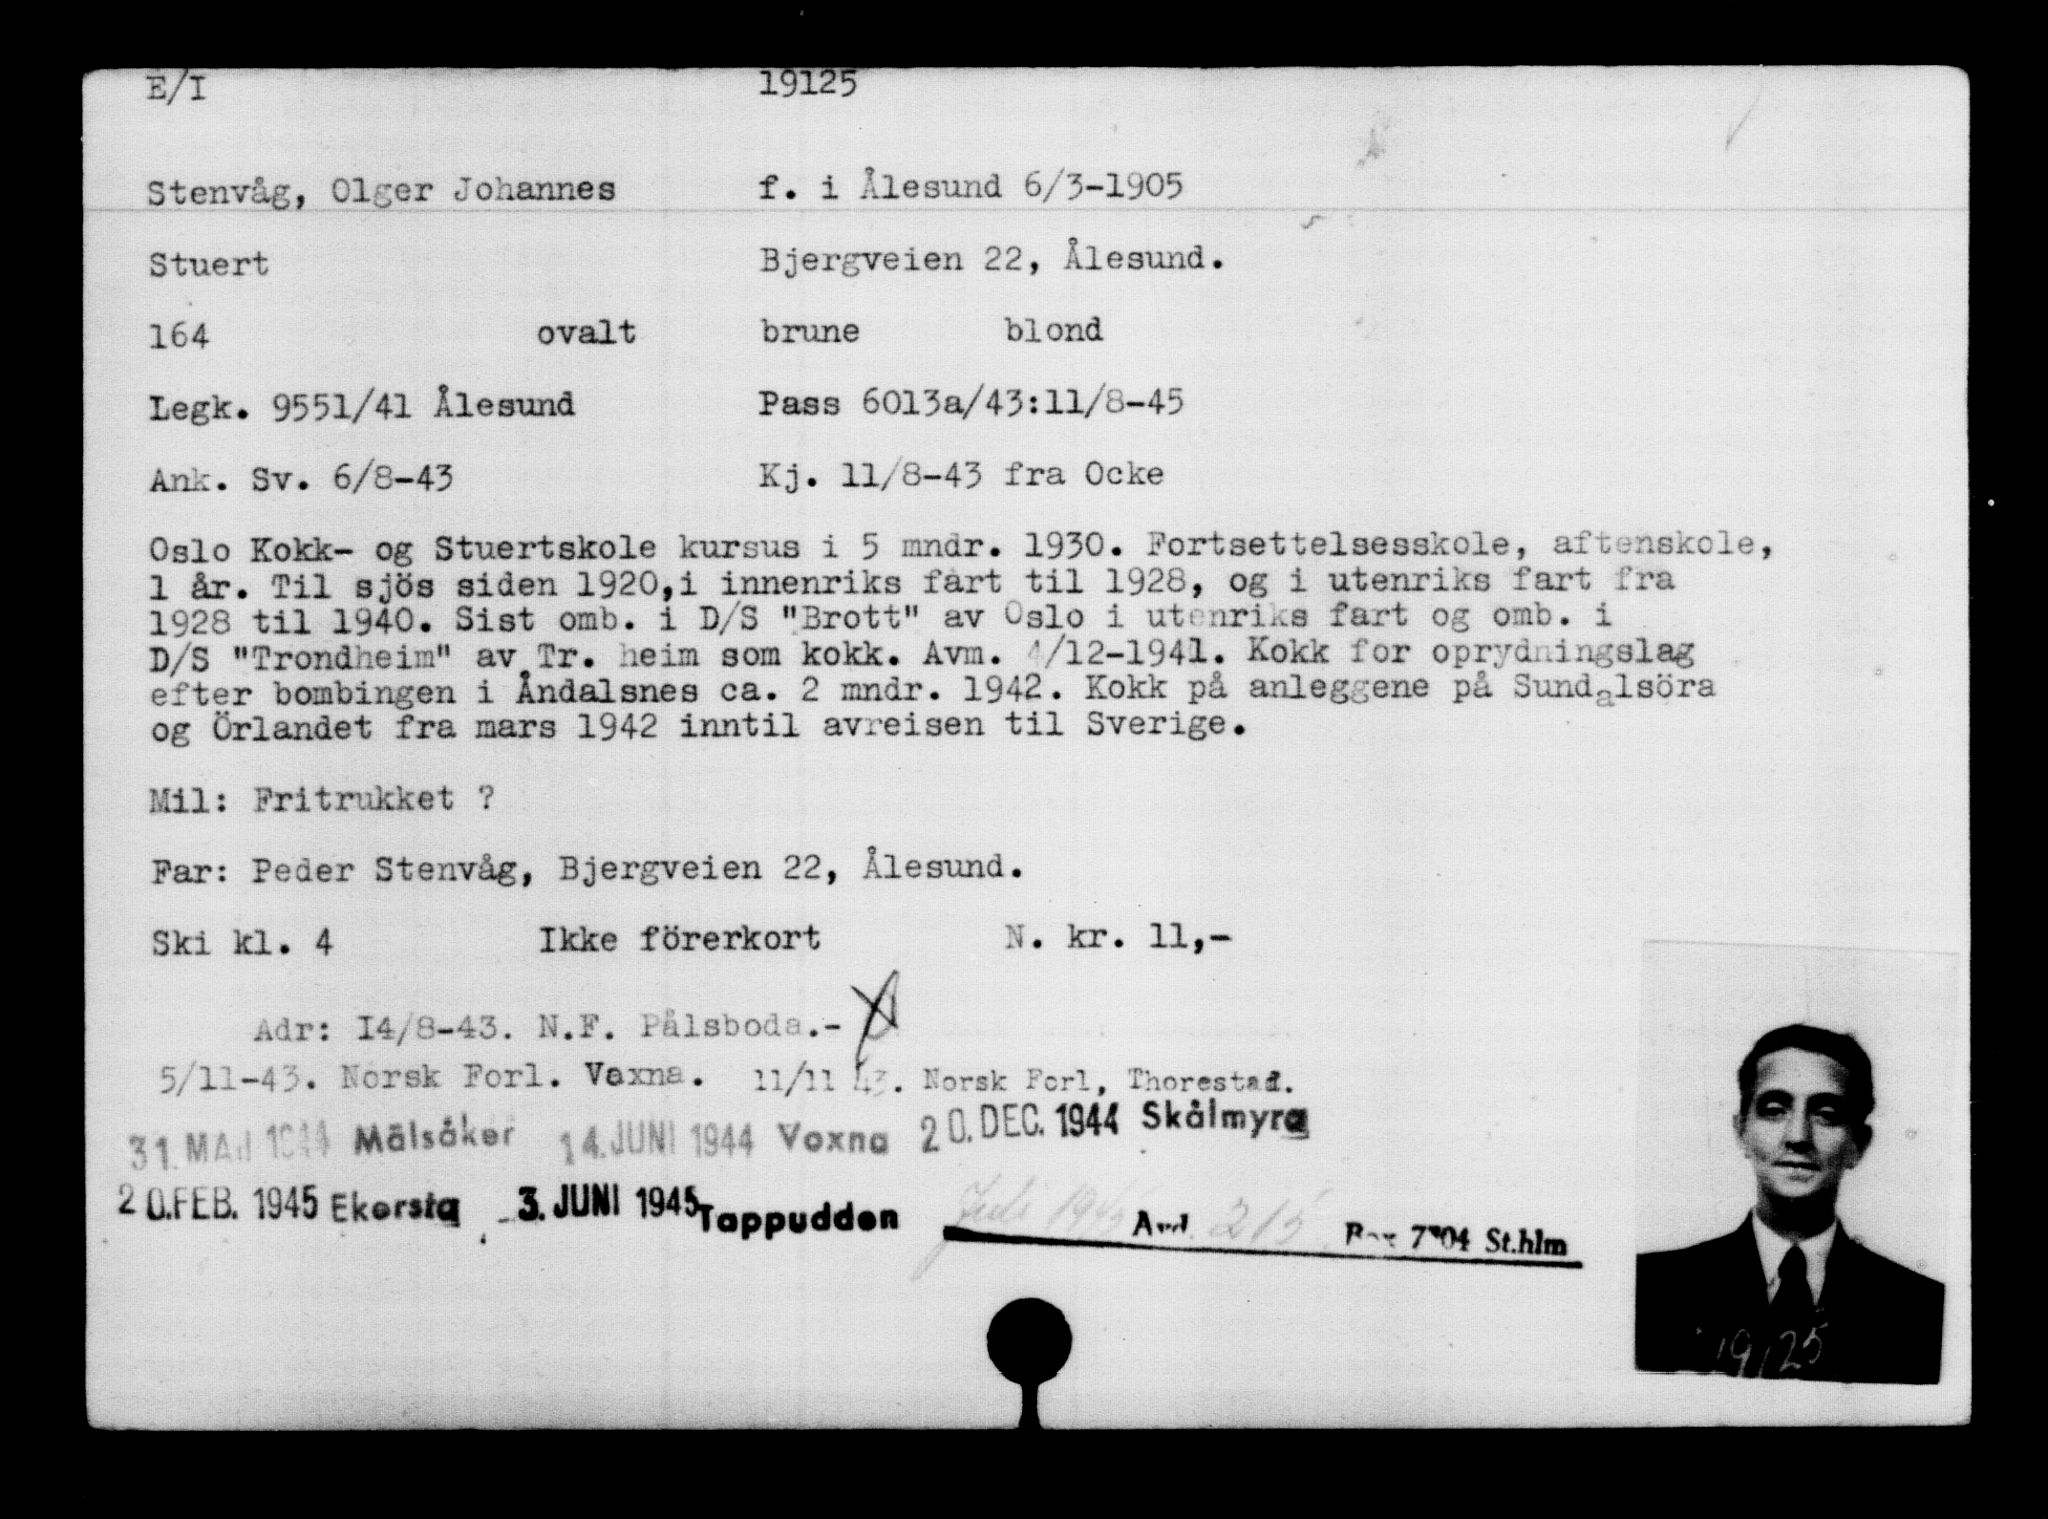 E/I 19125
Stenvåg, Olger Johannes f. i Ålesund 6/3-1905
Stuert Bjergveien 22, Ålesund.
164 ovalt brune blond
Legk. 9551/41 Ålesund Pass 6013a/43:11/8-45
Ank. Sv. 6/8-43 Kj. 11/8-43 fra Ocke
Oslo Kokk- og Stuertskole kursus i 5 mndr. 1930. Fortsettelsesskole, aftenskole,
1 år. Til sjös siden 1920,i innenriks fart til 1928, og i utenriks fart fra
1928 til 1940. Sist omb. i D/S "Brott" av Oslo i utenriks fart og omb. i
D/S "Trondheim" av Tr. heim som kokk. Avm. 4/12-1941. Kokk for oprydningslag
efter bombingen i Åndalsnes ca. 2 mndr. 1942. Kokk på anleggene på Sundalsöra
og Örlandet fra mars 1942 inntil avreisen til Sverige.
Mil: Fritrukket ?
Far: Peder Stenvåg, Bjergveien 22, Ålesund.
Ski kl. 4 Ikke förerkort N. kr. 11,-
Adr: I4/8-43. N.F. Pålsboda.-
5/11-43. Norsk Forl. Vaxna. 11/11 43. Norsk Forl, Thorestad.
31. MAJ 1944 Mälsåker 14. JUNI 1944 Voxna 20. DEC. 1944 Skålmyra
20. FEB. 1945 Ekersta -3. JUNI 1945 Tappudden Juli 1945 215 St.hlm
19125